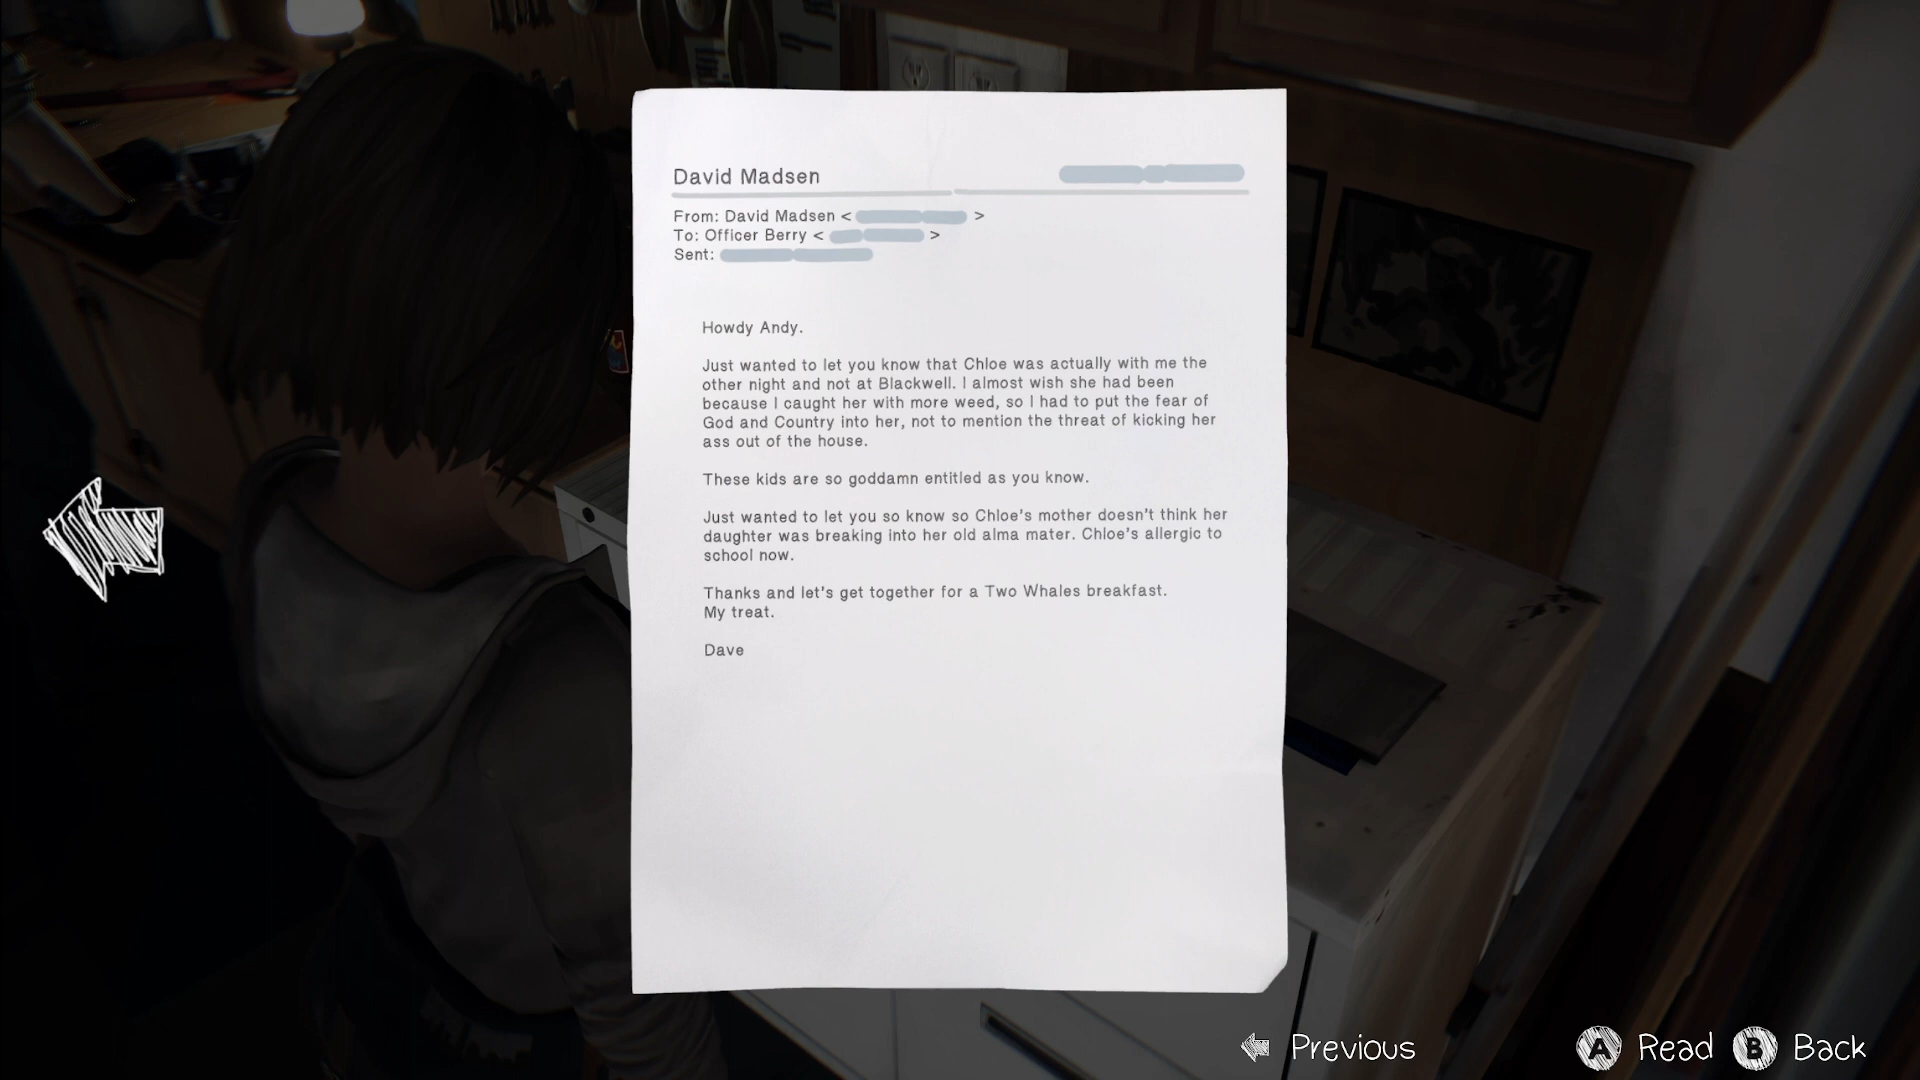 David Madsen
From: David Madsen < >
To: Officer Berry < >
Sent:
Howdy Andy.
Just wanted to let you know that Chloe was actually with me the
other night and not at Blackwell. I almost wish she had been
because I caught her with more weed, so I had to put the fear of
God and Country into her, not to mention the threat of kicking her
ass out of the house.
These kids are so goddamn entitled as you know.
Just wanted to let you so know so Chloe's mother doesn't think her
daughter was breaking into her old alma mater. Chloe's allergic to
school now.
Thanks and let's get together for a Two Whales breakfast.
My treat.
Dave
Previous
A Read B Back